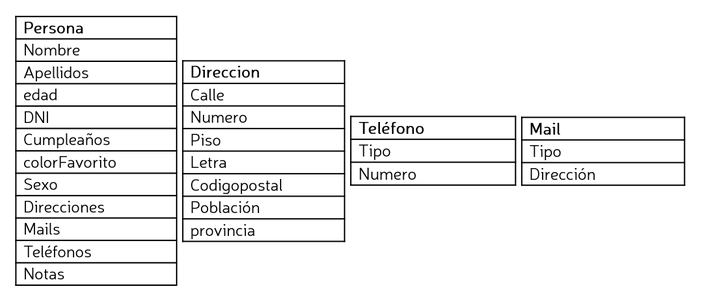 Persona
Nombre
Apellidos
edad
DNI
Cumpleaños
colorFavorito
Sexo
Direcciones
Mails
Teléfonos
Notas
Direccion
Calle
Numero
Piso
Letra
Codigopostal
Población
provincia
Teléfono
Tipo
Numero
Mail
Tipo
Dirección